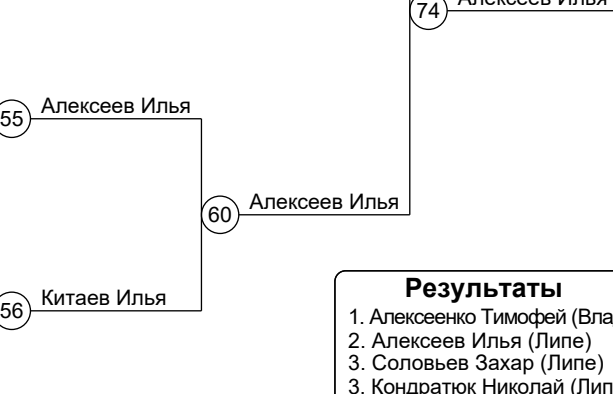 74
Алексеев Илья
55
Алексеев Илья
60
Алексеев Илья
56
Китаев Илья
Результаты
1. Алексеенко Тимофей
2. Алексеев Илья (Липе)
3. Соловьев Захар (Липе)
3. Кондратюк Николай